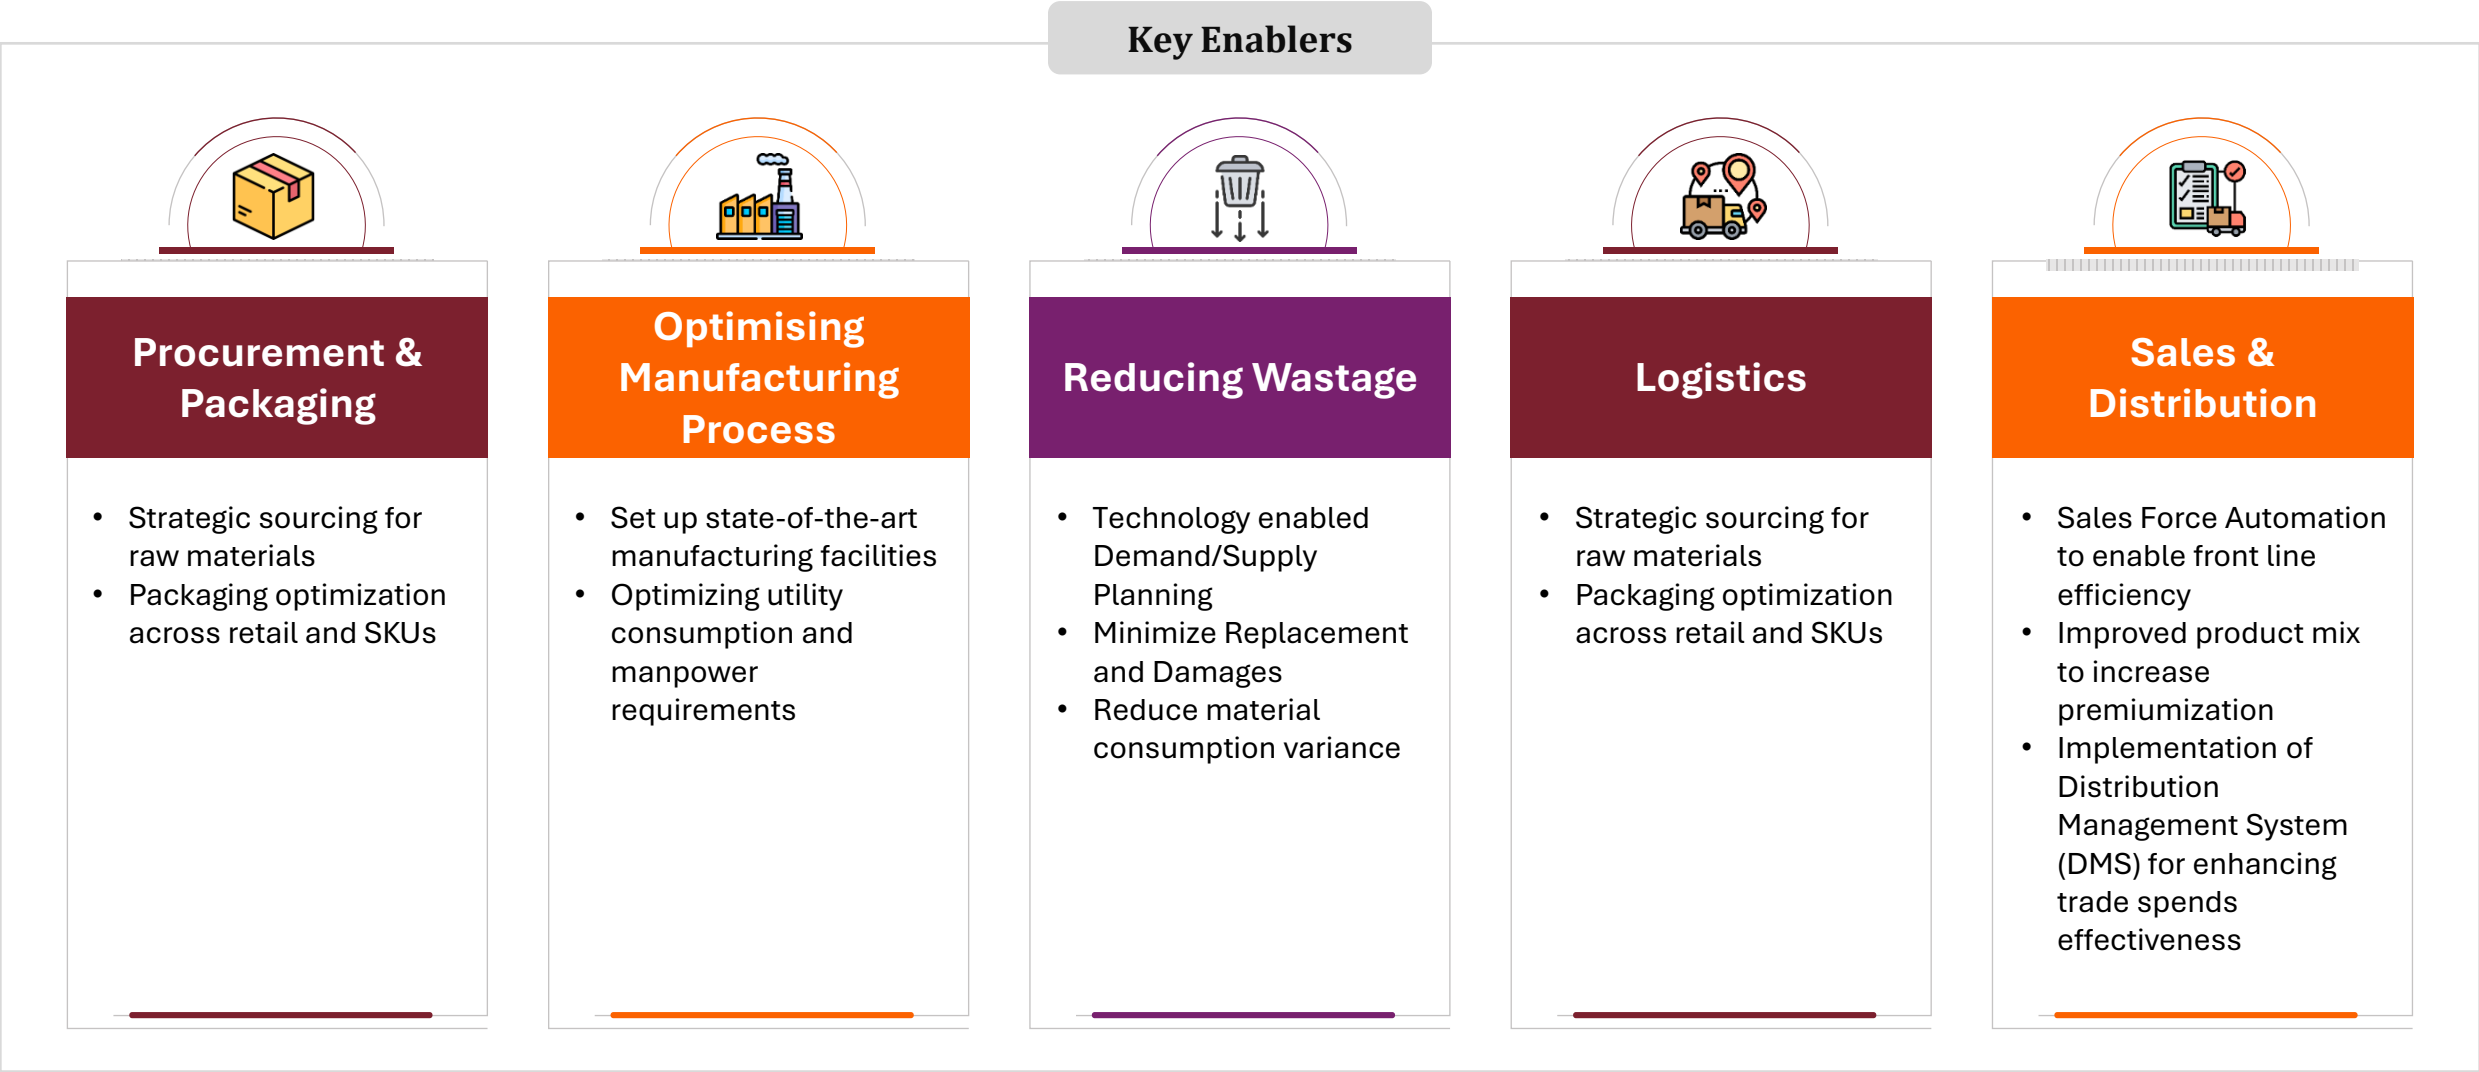 Key Enablers
Procurement &
Packaging
• Strategic sourcing for
raw materials
• Packaging optimization
across retail and SKUs
Optimising
Manufacturing
Process
• Set up state-of-the-art
manufacturing facilities
• Optimizing utility
consumption and
manpower
requirements
Reducing Wastage
• Technology enabled
Demand/Supply
Planning
• Minimize Replacement
and Damages
• Reduce material
consumption variance
Logistics
• Strategic sourcing for
raw materials
• Packaging optimization
across retail and SKUs
Sales &
Distribution
• Sales Force Automation
to enable front line
efficiency
• Improved product mix
to increase
premiumization
• Implementation of
Distribution
Management System
(DMS) for enhancing
trade spends
effectiveness